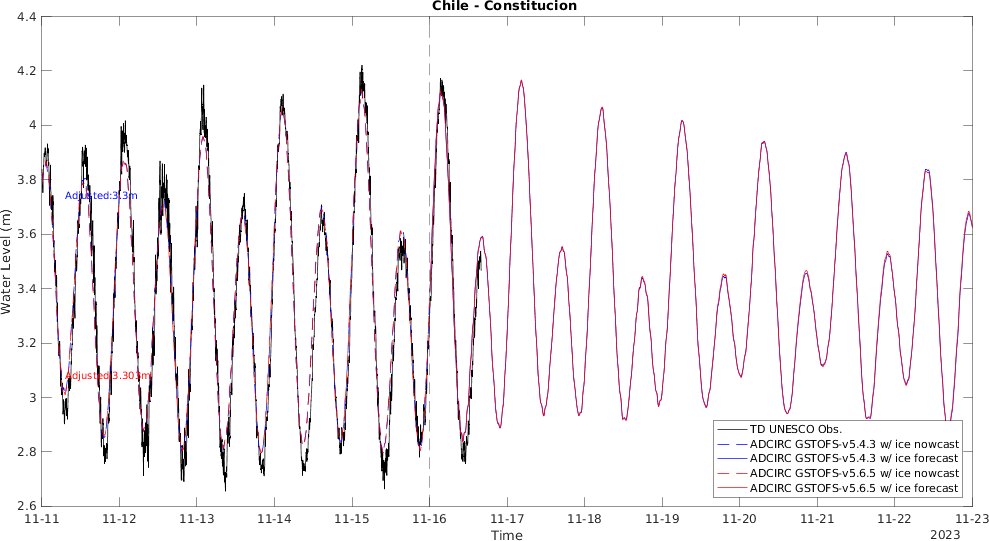 Chile - Constitucion
4.4
4.2
4
3.8
3.6
3.4
3.2
3
2.8
2.6
Water Level (m)
Adjusted:3.3m
Adjusted:3.303m
TD UNESCO Obs.
ADCIRC GSTOFS-v5.4.3 w/ ice nowcast
ADCIRC GSTOFS-v5.4.3 w/ ice forecast
ADCIRC GSTOFS-v5.6.5 w/ ice nowcast
ADCIRC GSTOFS-v5.6.5 w/ ice forecast
11-11 11-12 11-13 11-14 11-15 11-16 11-17 11-18 11-19 11-20 11-21 11-22 11-23
Time
2023